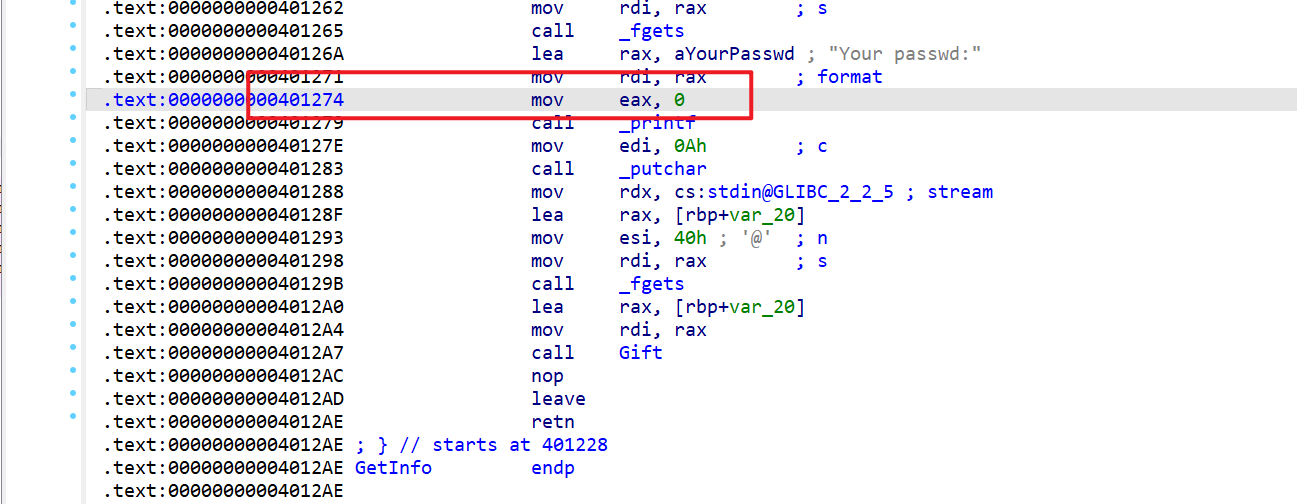 .text:0000000000401262 mov rdi, rax ; s
.text:0000000000401265 call _fgets
.text:000000000040126A lea rax, aYourPasswd ; "Your passwd:"
.text:0000000000401271 mov rdi, rax ; format
.text:0000000000401274 mov eax, 0
.text:0000000000401279 call _printf
.text:000000000040127E mov edi, 0Ah ; c
.text:0000000000401283 call _putchar
.text:0000000000401288 mov rdx, cs:stdin@GLIBC_2_2_5 ; stream
.text:000000000040128F lea rax, [rbp+var_20]
.text:0000000000401293 mov esi, 40h ; '@' ; n
.text:0000000000401298 mov rdi, rax ; s
.text:000000000040129B call _fgets
.text:00000000004012A0 lea rax, [rbp+var_20]
.text:00000000004012A4 mov rdi, rax
.text:00000000004012A7 call Gift
.text:00000000004012AC nop
.text:00000000004012AD leave
.text:00000000004012AE retn
.text:00000000004012AE ; } // starts at 401228
.text:00000000004012AE GetInfo endp
.text:00000000004012AE